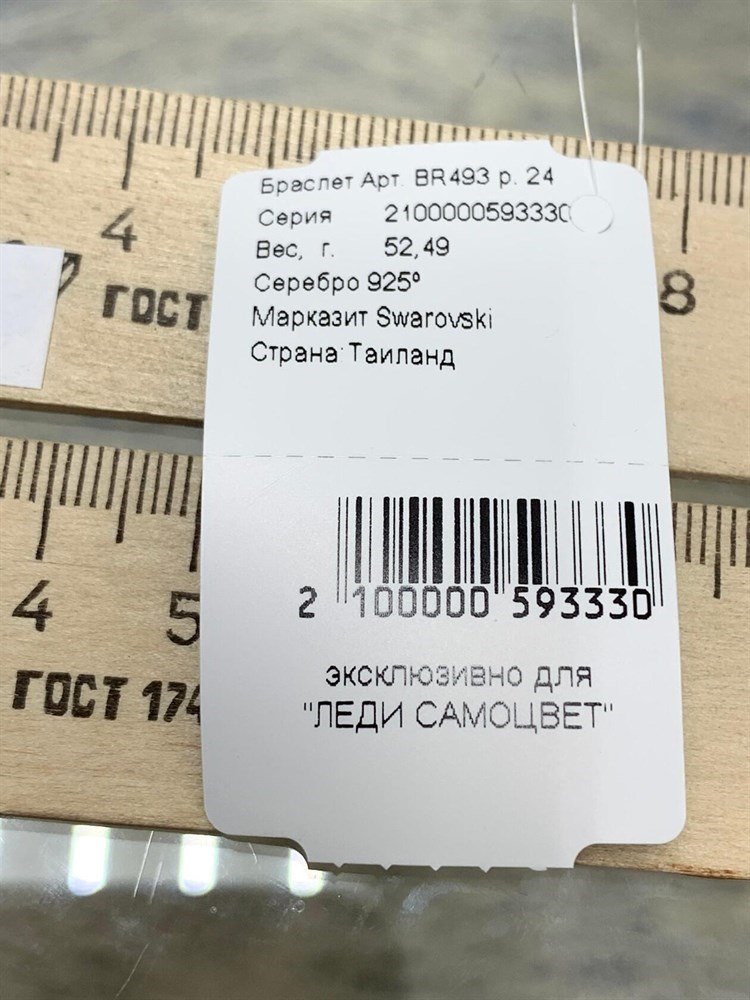 Браслет Арт. BR493 р. 24
Серия 2100000593330
Вес, г. 52,49
Серебро 925°
Марказит Swarovski
Страна Таиланд
2 100000 593330
эксклюзивно для
"ЛЕДИ САМОЦВЕТ"
4
ГОСТ
8
4 5
ГОСТ 174